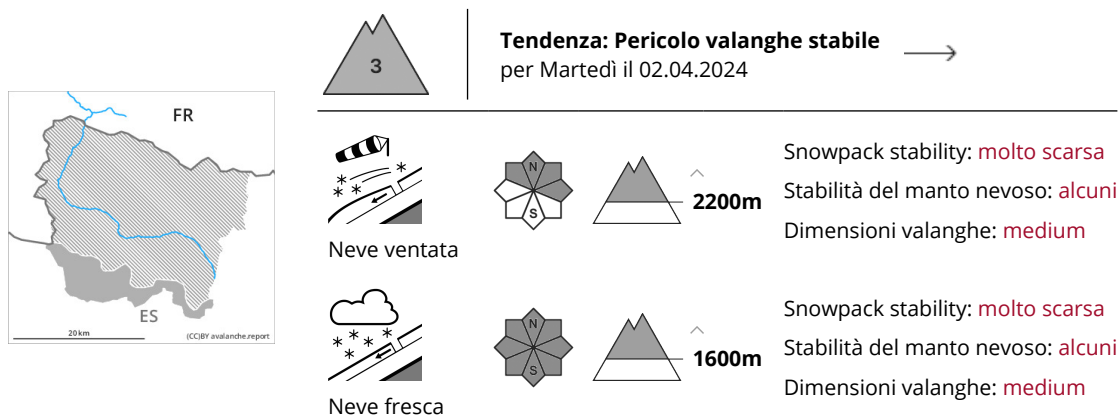 3
Tendenza: Pericolo valanghe stabile
per Martedì il 02.04.2024
FR
ES
20 km
(CC)BY avalanche.report
N
S
2200m
Snowpack stability: molto scarsa
Stabilità del manto nevoso: alcuni
Dimensioni valanghe: medium
Neve ventata
N
S
1600m
Snowpack stability: molto scarsa
Stabilità del manto nevoso: alcuni
Dimensioni valanghe: medium
Neve fresca